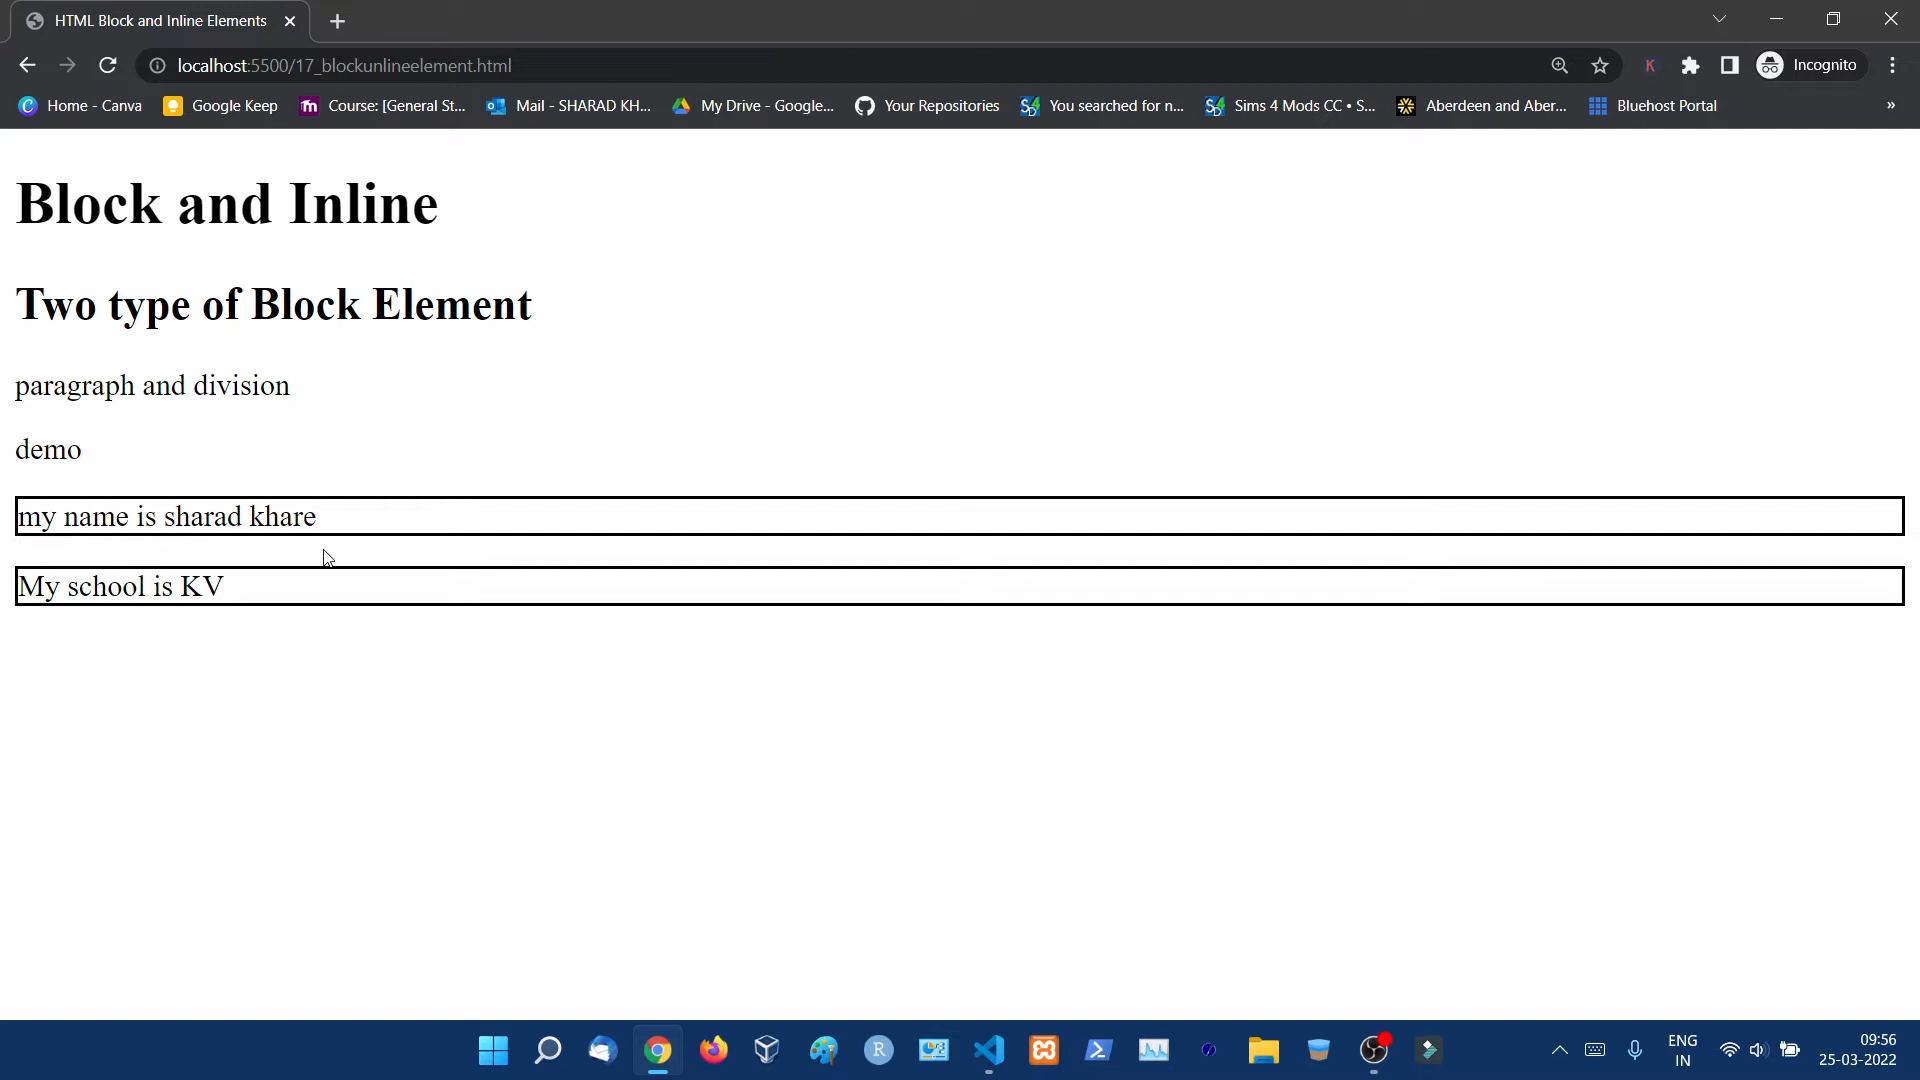 HTML Block and Inline Elements
localhost:5500/17_blockunlineelement.html
Incognito
Home - Canva
Google Keep
Course: [General St...
Mail - SHARAD KH...
My Drive - Google...
Your Repositories
You searched for n...
Sims 4 Mods CC • S...
Aberdeen and Aber...
Bluehost Portal
»
Block and Inline
Two type of Block Element
paragraph and division
demo
my name is sharad khare
My school is KV
ENG
IN
09:56
25-03-2022